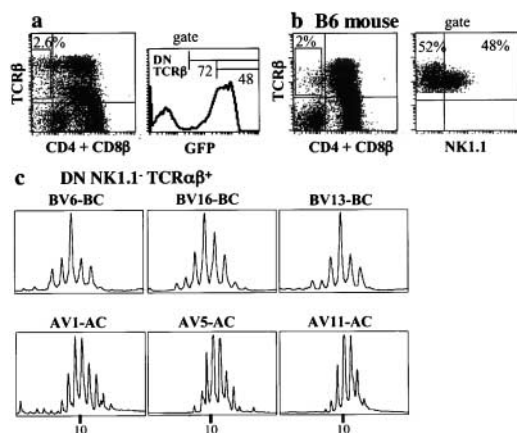 a
gate
2.6%
DN
TCRβ
72
48
TCRβ
CD4 + CD8β
GFP
b B6 mouse
gate
2%
52%
48%
TCRβ
CD4 + CD8β
NK1.1
c DN NK1.1⁻ TCRαβ⁺
BV6-BC
BV16-BC
BV13-BC
AV1-AC
AV5-AC
AV11-AC
10
10
10